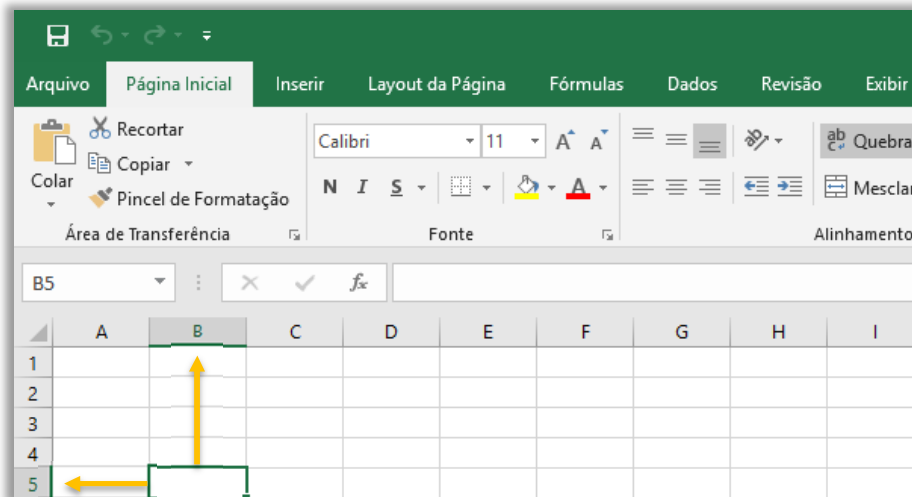 Arquivo Página Inicial Inserir Layout da Página Fórmulas Dados Revisão Exibir
Recortar
Copiar
Pincel de Formatação
Colar
Área de Transferência
Calibri 11 A A
N I S A
Fonte
ab Quebra
Mesclar
Alinhamento
B5 fx
A B C D E F G H I
1
2
3
4
5